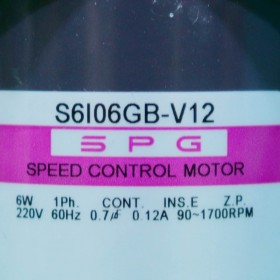 S6I06GB-V12
SPG
SPEED CONTROL MOTOR
6W 1Ph. CONT. INS.E Z.P.
220V 60Hz 0.7μF 0.12A 90~1700RPM